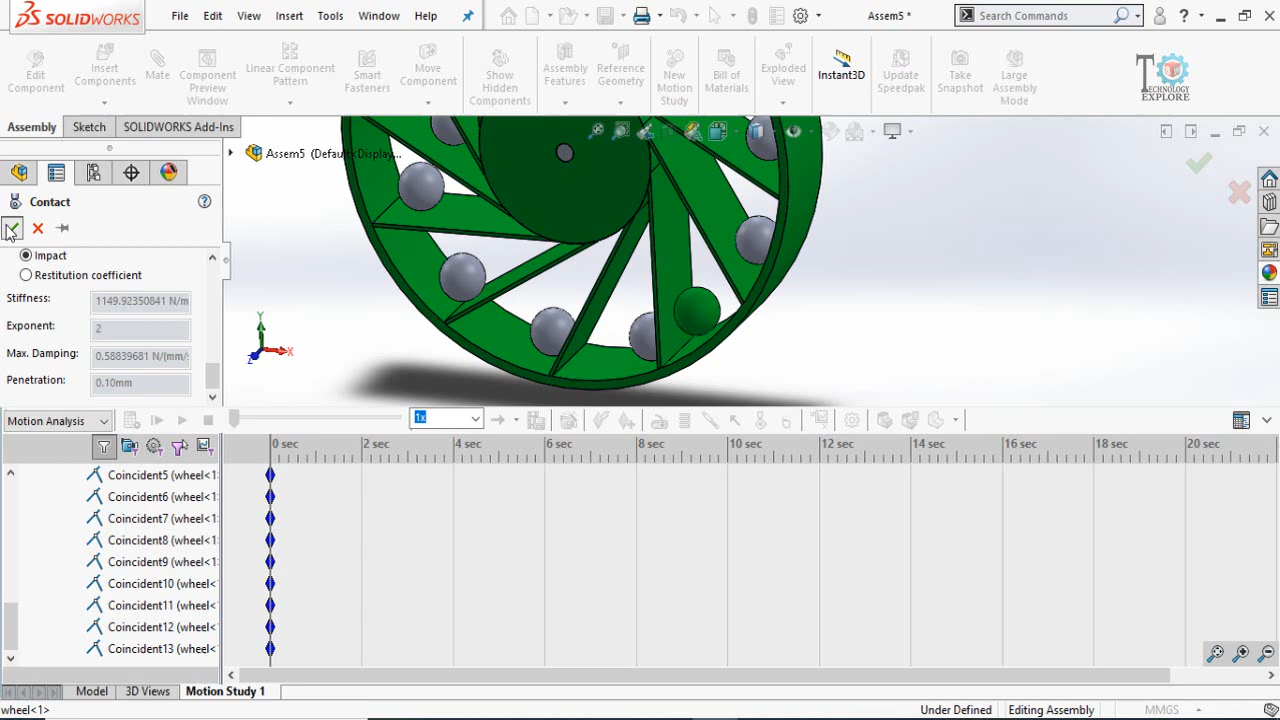 SOLIDWORKS File Edit View Insert Tools Window Help Assem5 * Search Commands ?
Edit Component
Insert Components
Mate
Component Preview Window
Linear Component Pattern
Smart Fasteners
Move Component
Show Hidden Components
Assembly Features
Reference Geometry
New Motion Study
Bill of Materials
Exploded View
Instant3D
Update Speedpak
Take Snapshot
Large Assembly Mode
TECHNOLOGY EXPLORE
Assembly Sketch SOLIDWORKS Add-Ins
Assem5 (Default<Display...
Contact ?
Impact
Restitution coefficient
Stiffness: 1149.92350841 N/m
Exponent: 2
Max. Damping: 0.58839681 N/(mm/s
Penetration: 0.10mm
Y
X
Z
Motion Analysis 1x
0 sec 2 sec 4 sec 6 sec 8 sec 10 sec 12 sec 14 sec 16 sec 18 sec 20 sec
Coincident5 (wheel<1
Coincident6 (wheel<1
Coincident7 (wheel<1
Coincident8 (wheel<1
Coincident9 (wheel<1
Coincident10 (wheel<
Coincident11 (wheel<
Coincident12 (wheel<
Coincident13 (wheel<
Model 3D Views Motion Study 1
wheel<1> Under Defined Editing Assembly MMGS